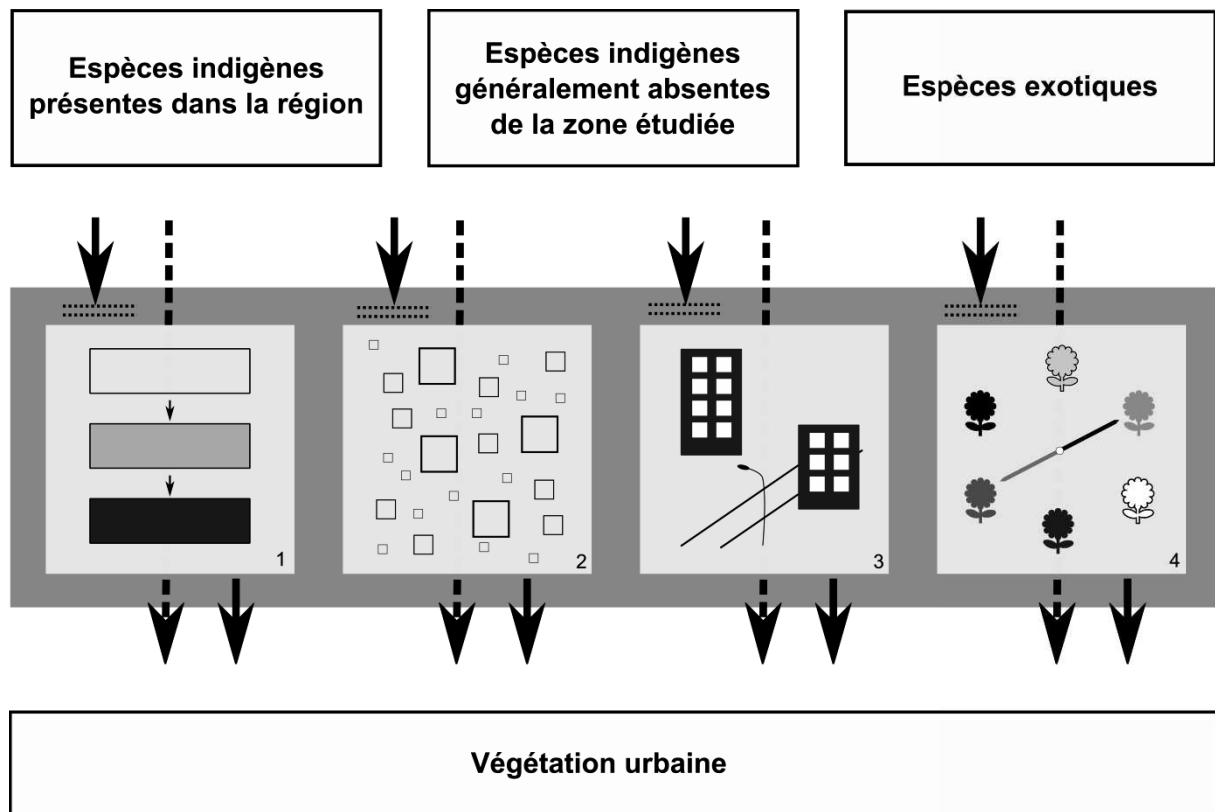 Espèces indigènes
présentes dans la région
Espèces indigènes
généralement absentes
de la zone étudiée
Espèces exotiques
1
2
3
4
Végétation urbaine